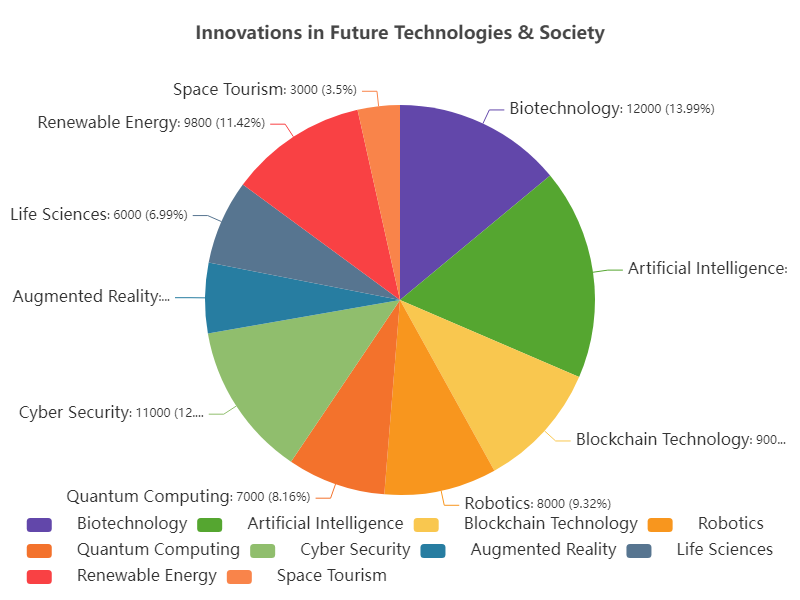 Innovations in Future Technologies & Society
Space Tourism: 3000 (3.5%)
Biotechnology: 12000 (13.99%)
Renewable Energy: 9800 (11.42%)
Life Sciences: 6000 (6.99%)
Artificial Intelligence:
Augmented Reality:...
Cyber Security: 11000 (12....
Blockchain Technology: 900...
Quantum Computing: 7000 (8.16%)
Robotics: 8000 (9.32%)
Biotechnology Artificial Intelligence Blockchain Technology Robotics
Quantum Computing Cyber Security Augmented Reality Life Sciences
Renewable Energy Space Tourism